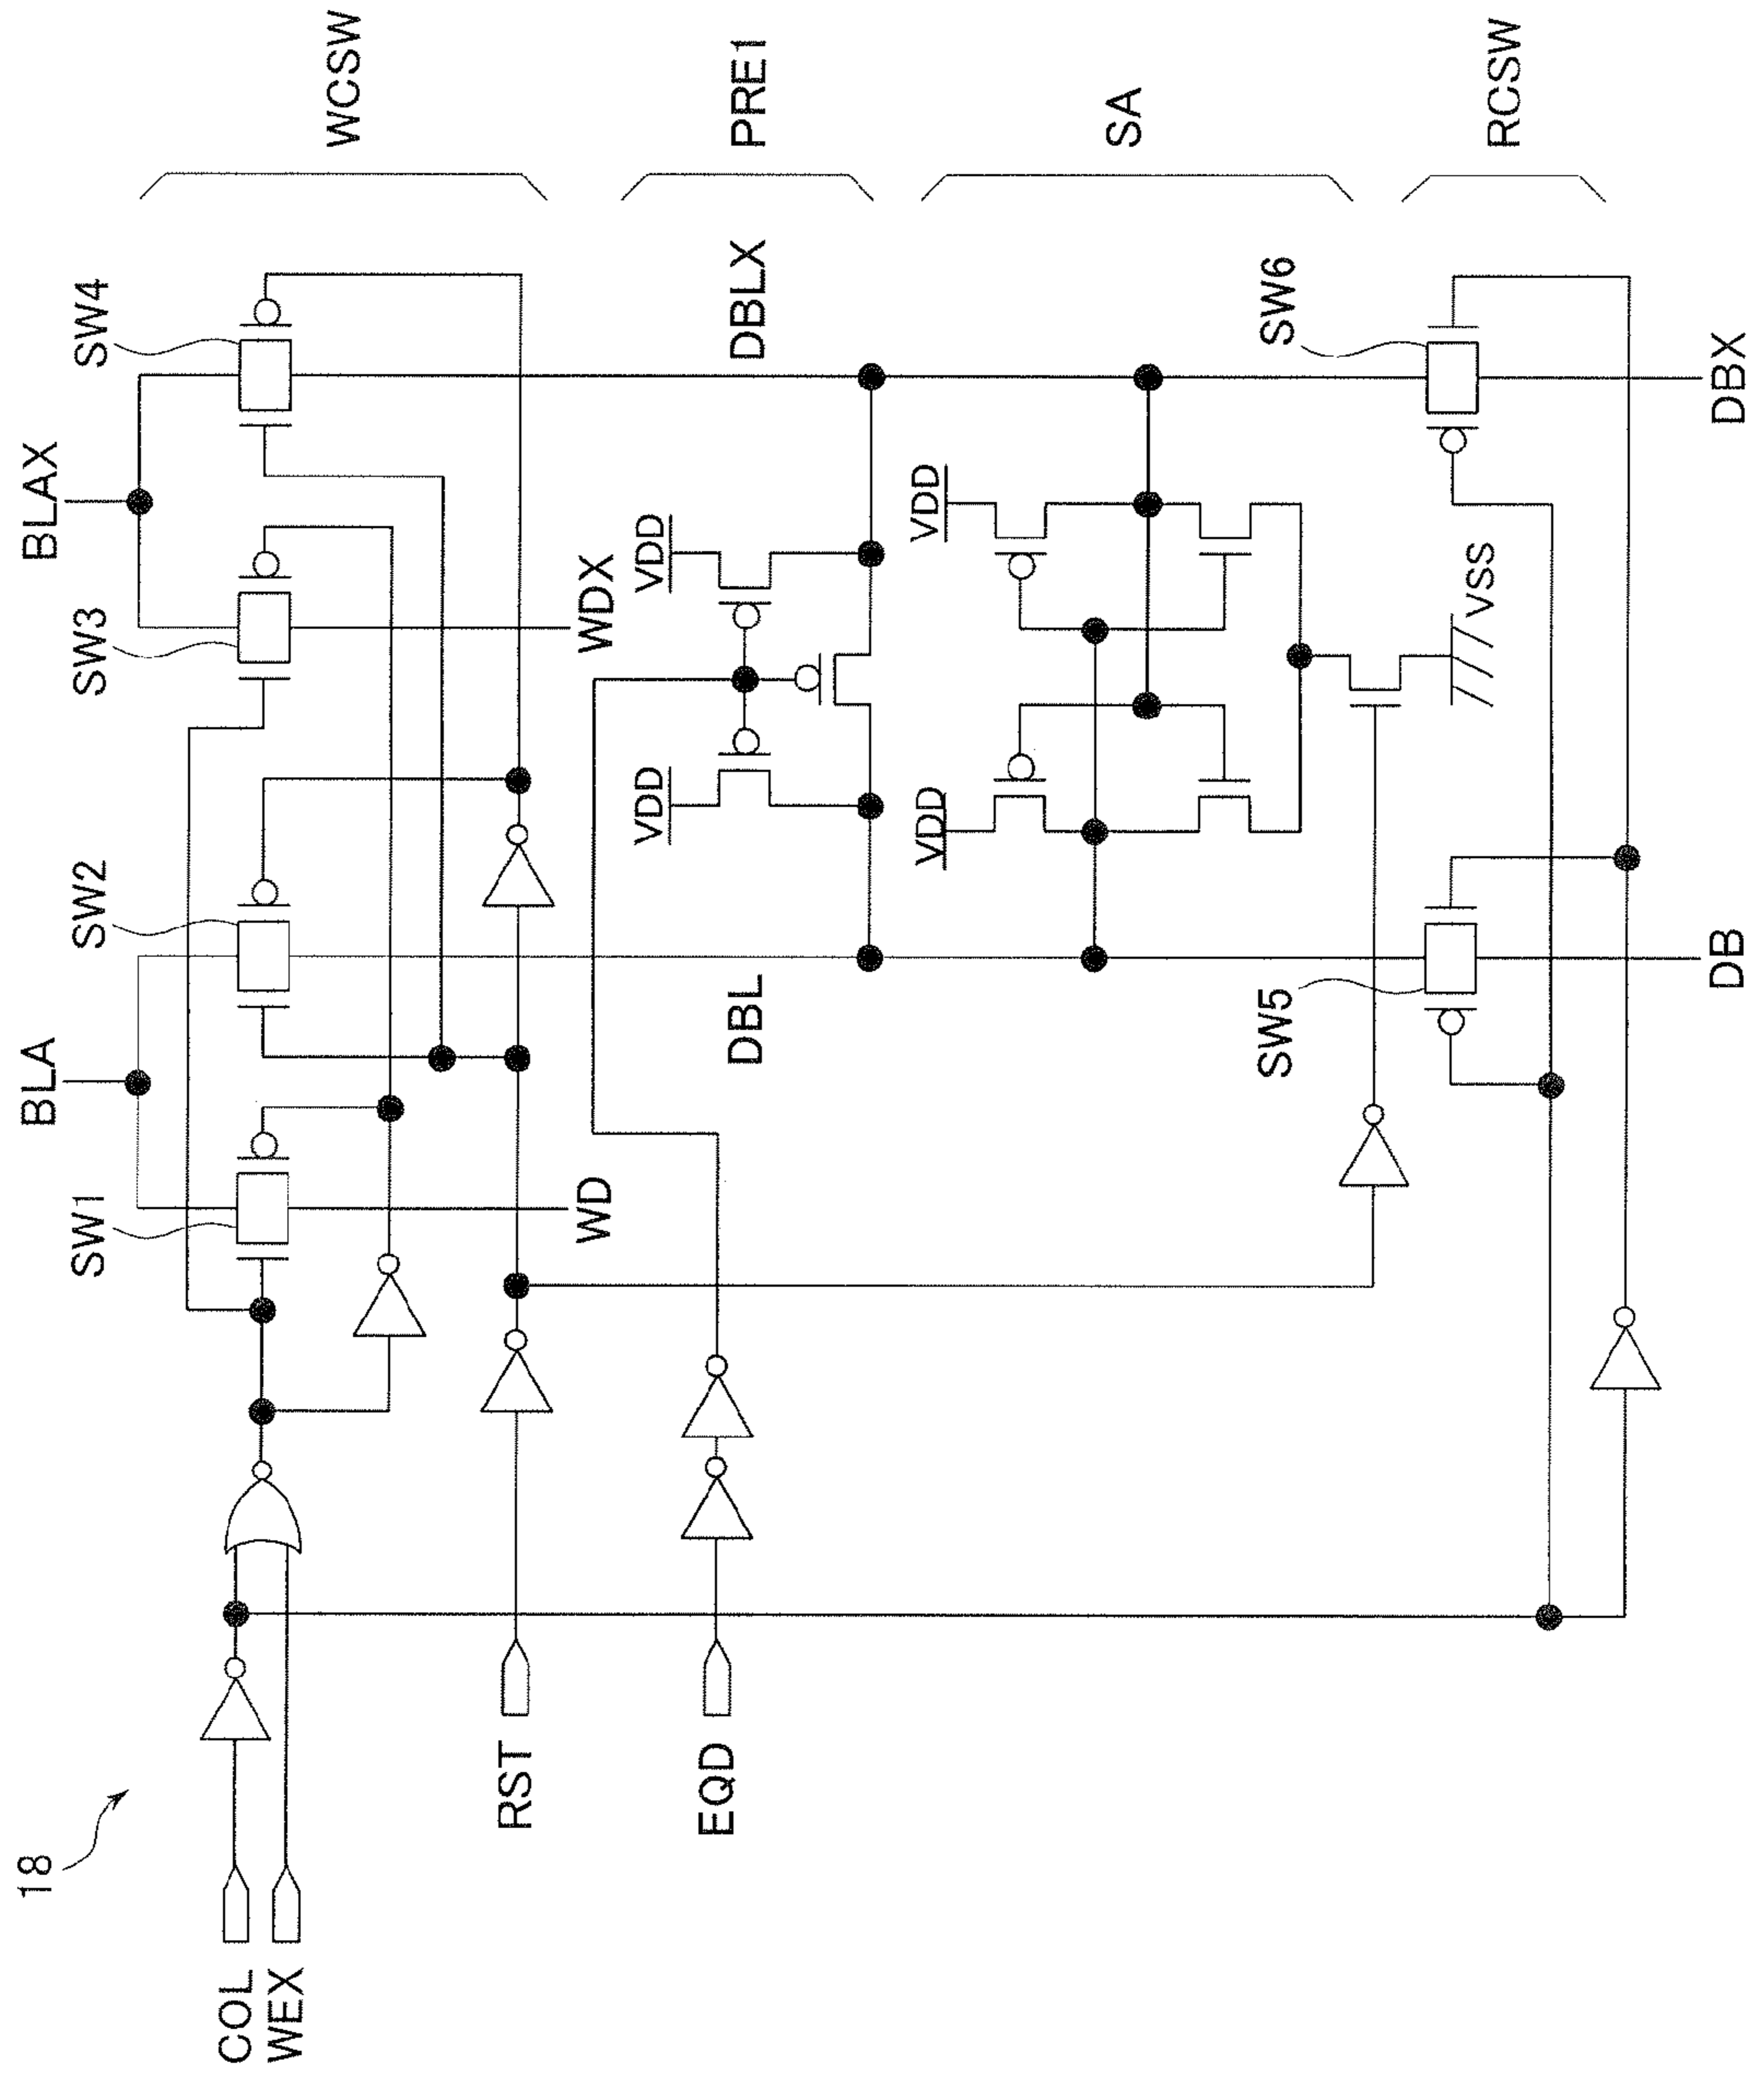 18
COL
WEX
RST
EQD
BLA
BLAX
SW1
SW2
SW3
SW4
WCSW
WD
WDX
VDD
VDD
PRE1
DBL
DBLX
VDD
VDD
SA
VSS
SW5
SW6
RCSW
DB
DBX